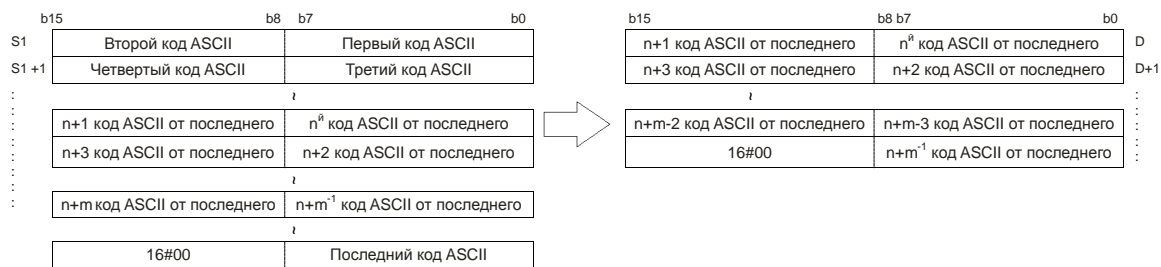 b15 b8 b7 b0
S1 Второй код ASCII Первый код ASCII
S1 +1 Четвертый код ASCII Третий код ASCII
n+1 код ASCII от последнего nй код ASCII от последнего
n+3 код ASCII от последнего n+2 код ASCII от последнего
n+m код ASCII от последнего n+m-1 код ASCII от последнего
16#00 Последний код ASCII
b15 b8 b7 b0
n+1 код ASCII от последнего nй код ASCII от последнего D
n+3 код ASCII от последнего n+2 код ASCII от последнего D+1
n+m-2 код ASCII от последнего n+m-3 код ASCII от последнего
16#00 n+m-1 код ASCII от последнего